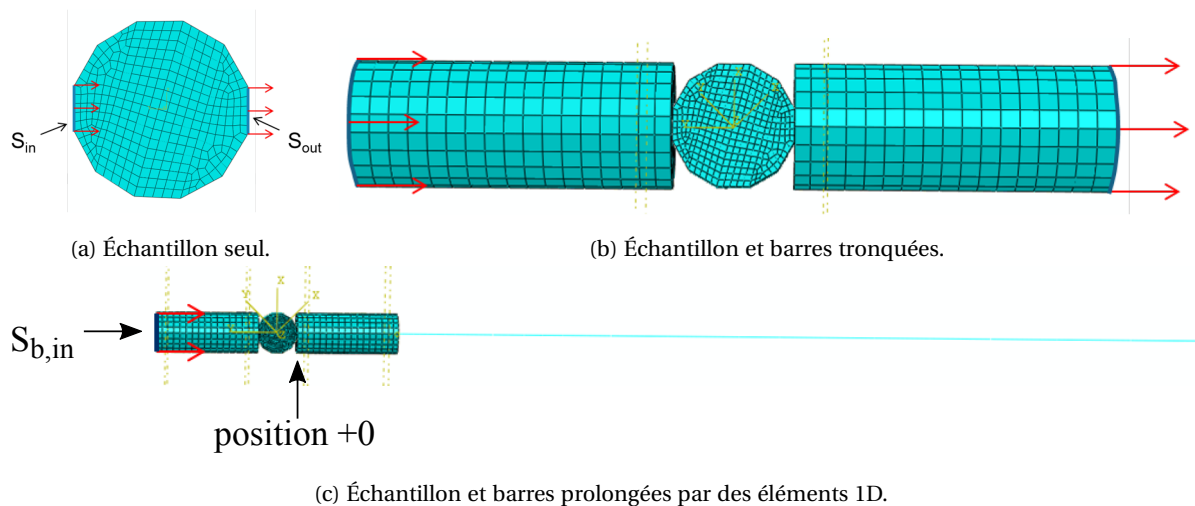 S_in
S_out
(a) Échantillon seul.
(b) Échantillon et barres tronquées.
S_b,in
position +0
(c) Échantillon et barres prolongées par des éléments 1D.